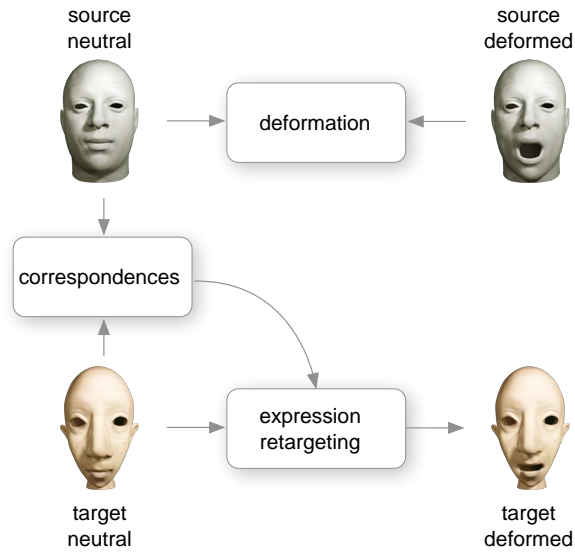 source
neutral
source
deformed
deformation
correspondences
expression
retargeting
target
neutral
target
deformed